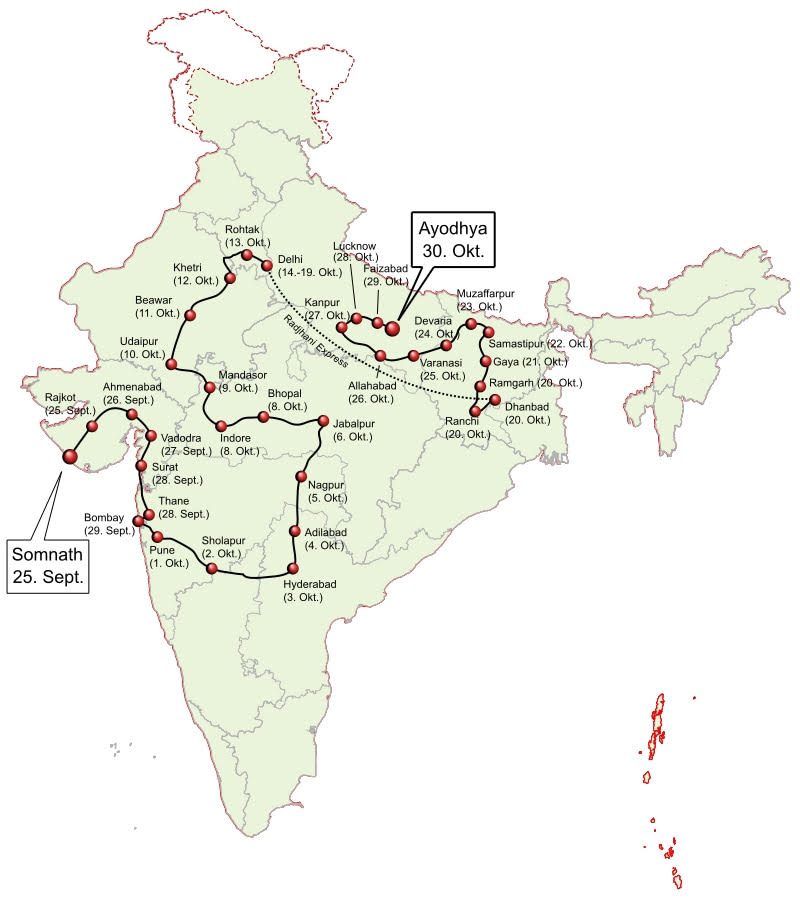 Ayodhya
30. Okt.
Rohtak
(13. Okt.)
Delhi
(14.-19. Okt.)
Lucknow
(28. Okt.)
Faizabad
(29. Okt.)
Khetri
(12. Okt.)
Beawar
(11. Okt.)
Kanpur
(27. Okt.)
Radjhani Express
Muzaffarpur
(23. Okt.)
Devaria
(24. Okt.)
Samastipur (22. Okt.)
Udaipur
(10. Okt.)
Varanasi
(25. Okt.)
Gaya (21. Okt.)
Mandasor
(9. Okt.)
Allahabad
(26. Okt.)
Ramgarh (20. Okt.)
Ahmenabad
(26. Sept.)
Rajkot
(25. Sept.)
Bhopal
(8. Okt.)
Dhanbad
(20. Okt.)
Ranchi
(20. Okt.)
Jabalpur
(6. Okt.)
Indore
(8. Okt.)
Vadodra
(27. Sept.)
Surat
(28. Sept.)
Nagpur
(5. Okt.)
Thane
(28. Sept.)
Bombay
(29. Sept.)
Adilabad
(4. Okt.)
Pune
(1. Okt.)
Sholapur
(2. Okt.)
Somnath
25. Sept.
Hyderabad
(3. Okt.)